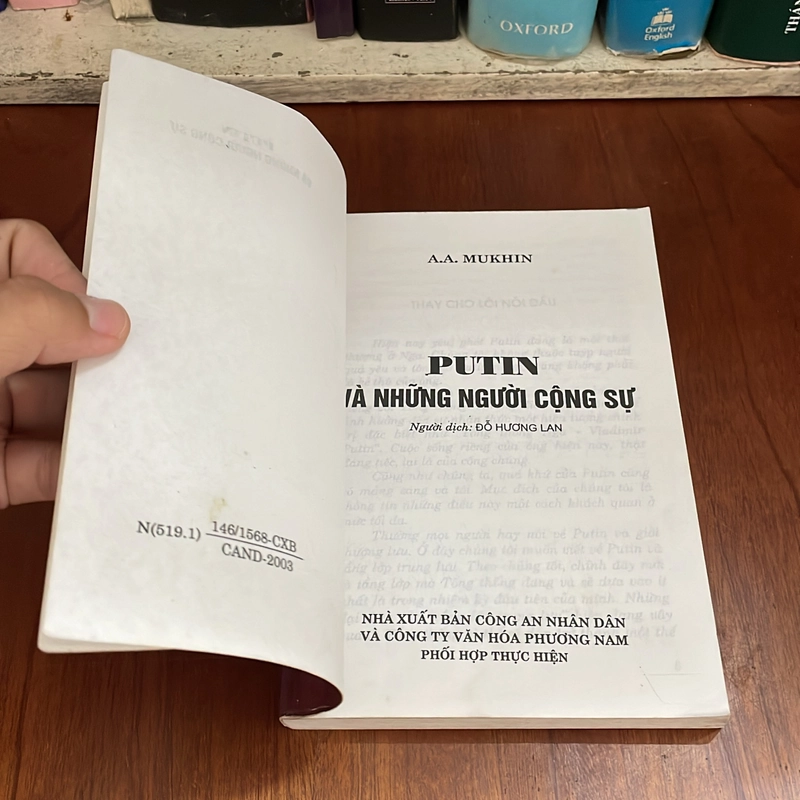 OXFORD
Oxford
English
N(519.1) 146/1568-CXB
CAND-2003
A.A. MUKHIN
PUTIN
VÀ NHỮNG NGƯỜI CỘNG SỰ
Người dịch: ĐỖ HƯƠNG LAN
NHÀ XUẤT BẢN CÔNG AN NHÂN DÂN
VÀ CÔNG TY VĂN HÓA PHƯƠNG NAM
PHỐI HỢP THỰC HIỆN